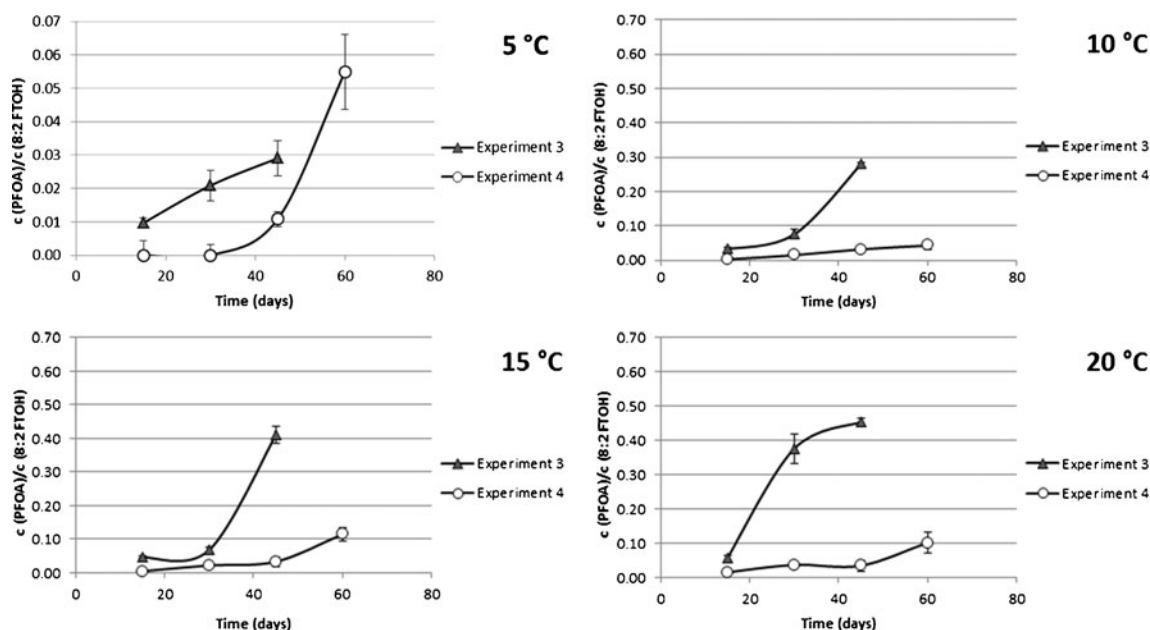 5 °C
c (PFOA)/c (8:2 FTOH)
0.07
0.06
0.05
0.04
0.03
0.02
0.01
0.00
0 20 40 60 80
Time (days)
Experiment 3
Experiment 4
10 °C
c (PFOA)/c (8:2 FTOH)
0.70
0.60
0.50
0.40
0.30
0.20
0.10
0.00
0 20 40 60 80
Time (days)
Experiment 3
Experiment 4
15 °C
c (PFOA)/c (8:2 FTOH)
0.70
0.60
0.50
0.40
0.30
0.20
0.10
0.00
0 20 40 60 80
Time (days)
Experiment 3
Experiment 4
20 °C
c (PFOA)/c (8:2 FTOH)
0.70
0.60
0.50
0.40
0.30
0.20
0.10
0.00
0 20 40 60 80
Time (days)
Experiment 3
Experiment 4